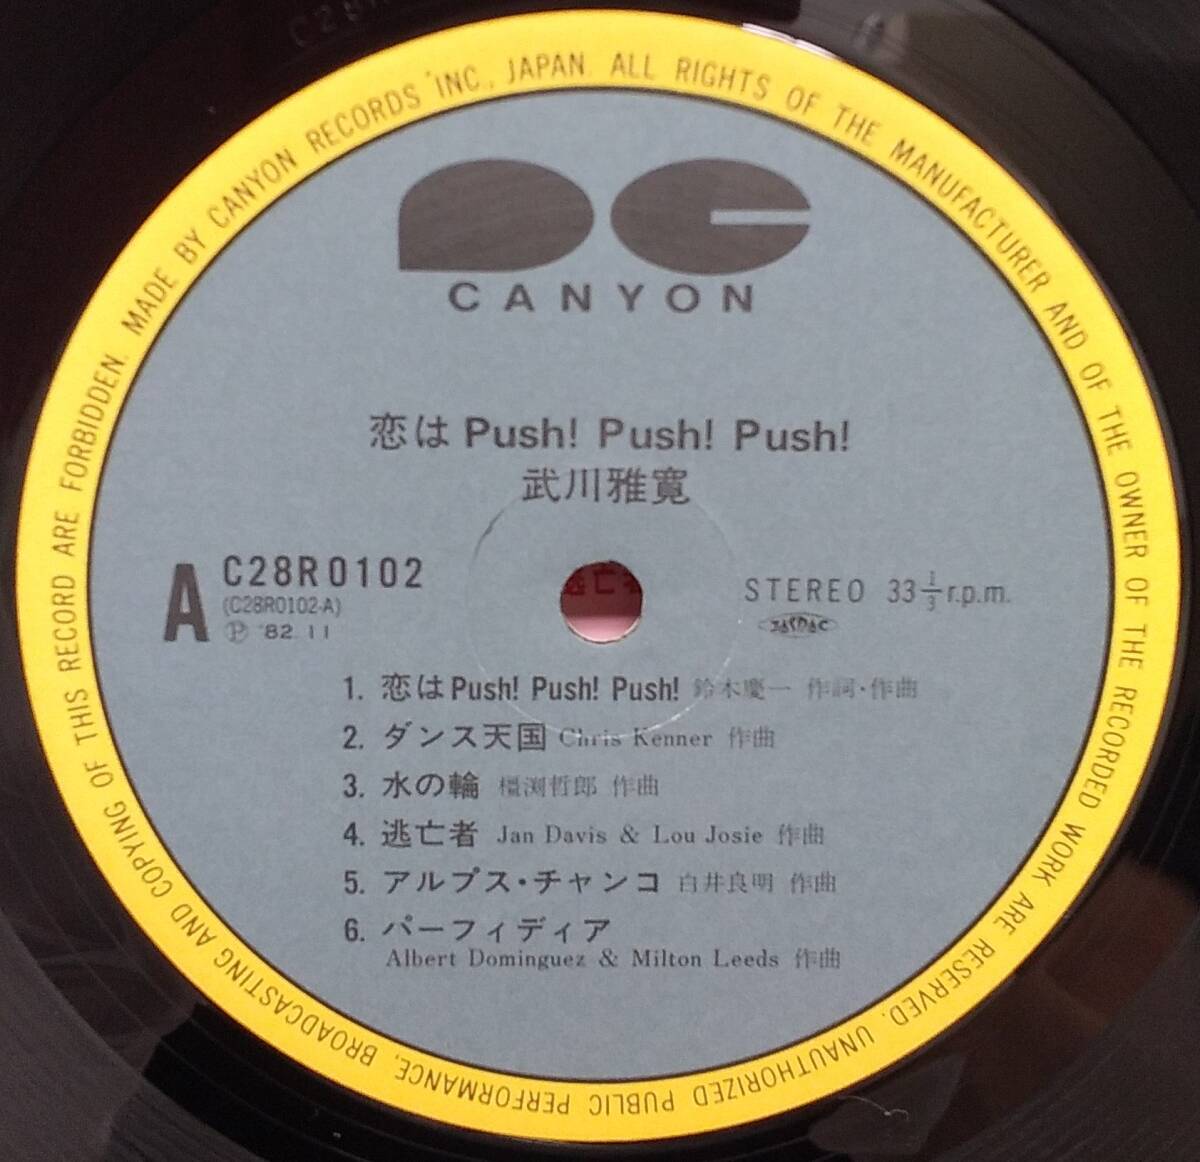 MADE BY CANYON RECORDS INC., JAPAN. ALL RIGHTS OF THE MANUFACTURER AND OF THE OWNER OF THE RECORDED WORK ARE RESERVED. UNAUTHORIZED PUBLIC PERFORMANCE, BROADCASTING AND COPYING OF THIS RECORD ARE FORBIDDEN.
CANYON
恋は Push! Push! Push!
武川雅寛
A
C28R0102
(C28R0102-A)
Ⓟ '82. 11
STEREO 33 1/3 r.p.m.
JASRAC
1. 恋は Push! Push! Push! 鈴木慶一 作詞・作曲
2. ダンス天国 Chris Kenner 作曲
3. 水の輪 橿渕哲郎 作曲
4. 逃亡者 Jan Davis & Lou Josie 作曲
5. アルプス・チャンコ 白井良明 作曲
6. パーフィディア
Albert Dominguez & Milton Leeds 作曲